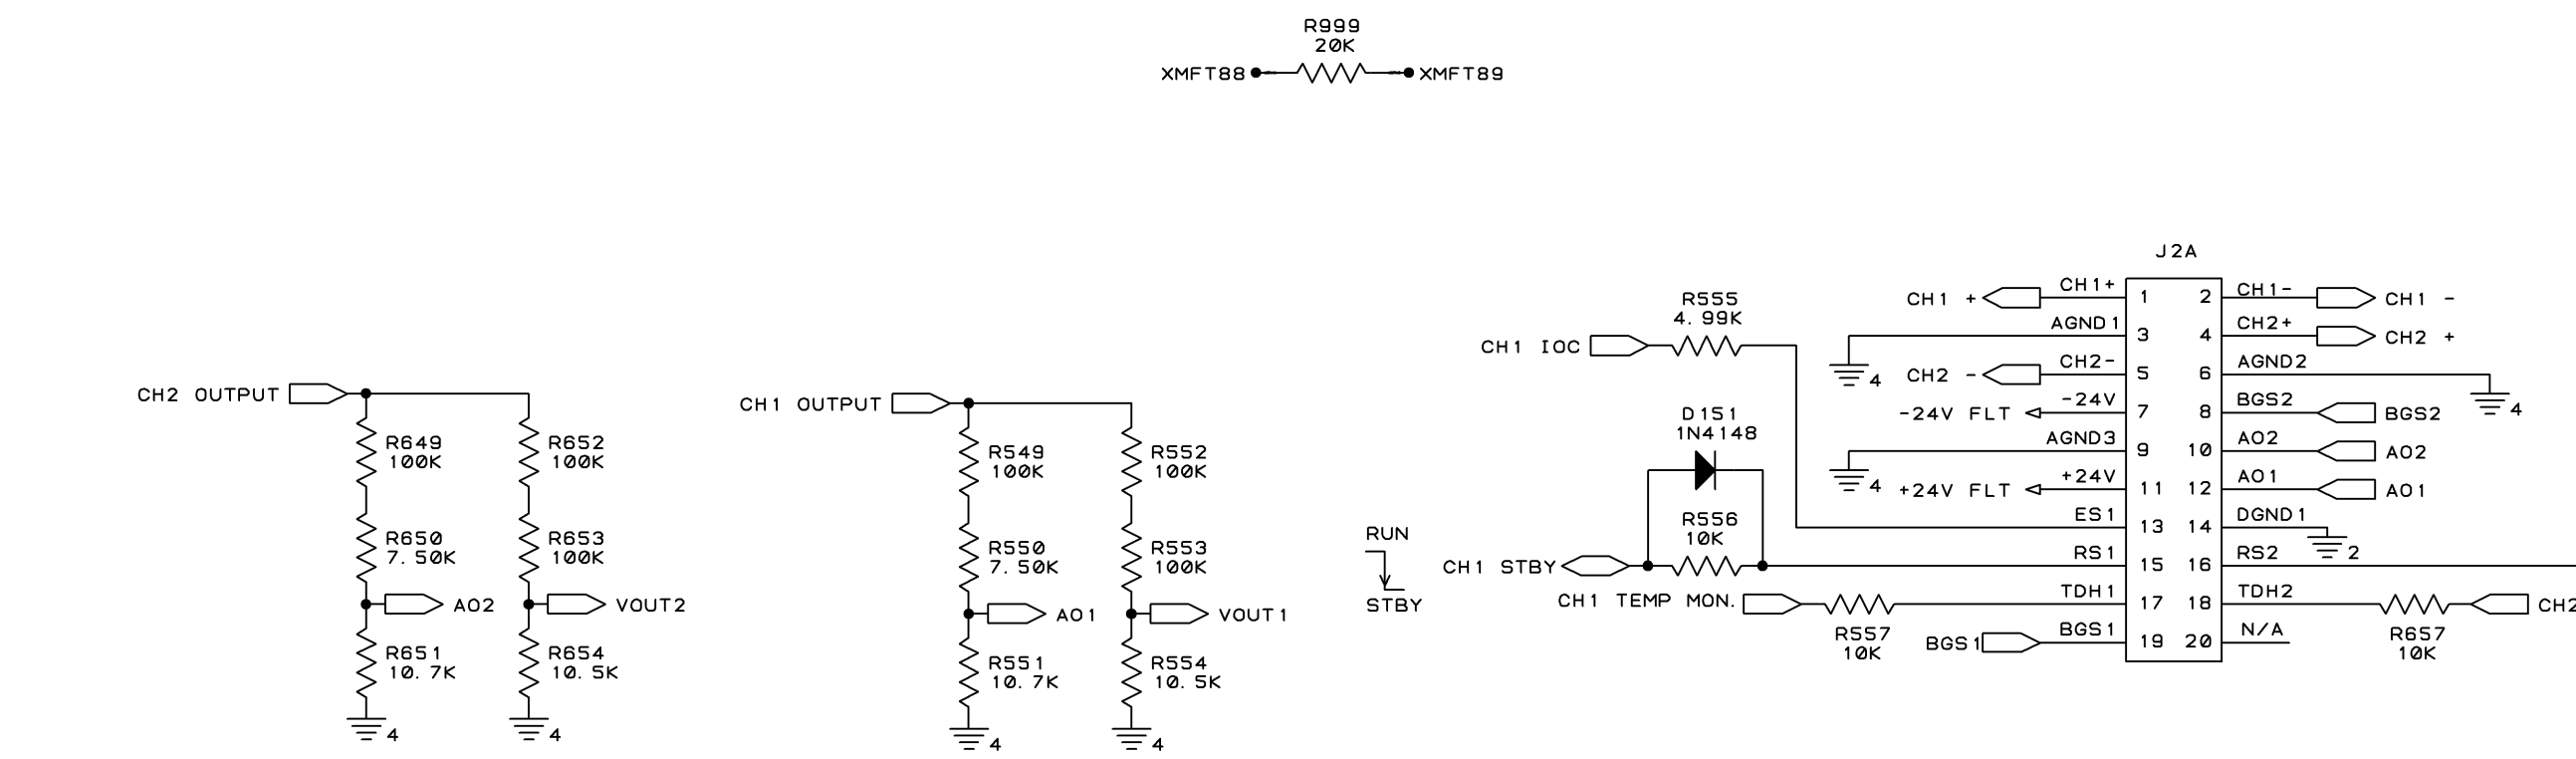 R999
20K
XMFT88
XMFT89
CH2 OUTPUT
R649
100K
R652
100K
R650
7.50K
R653
100K
AO2
VOUT2
R651
10.7K
R654
10.5K
4
4
CH1 OUTPUT
R549
100K
R552
100K
R550
7.50K
R553
100K
AO1
VOUT1
R551
10.7K
R554
10.5K
4
4
RUN
STBY
R555
4.99K
CH1 IOC
D151
1N4148
R556
10K
CH1 STBY
CH1 TEMP MON.
R557
10K
BGS1
J2A
CH1 + CH1+ 1 2 CH1- CH1 -
AGND1 3 4 CH2+ CH2 +
4
CH2 - CH2- 5 6 AGND2
4
-24V FLT -24V 7 8 BGS2 BGS2
AGND3 9 10 AO2 AO2
4
+24V FLT +24V 11 12 AO1 AO1
ES1 13 14 DGND1
2
RS1 15 16 RS2
TDH1 17 18 TDH2
CH2
BGS1 19 20 N/A
R657
10K